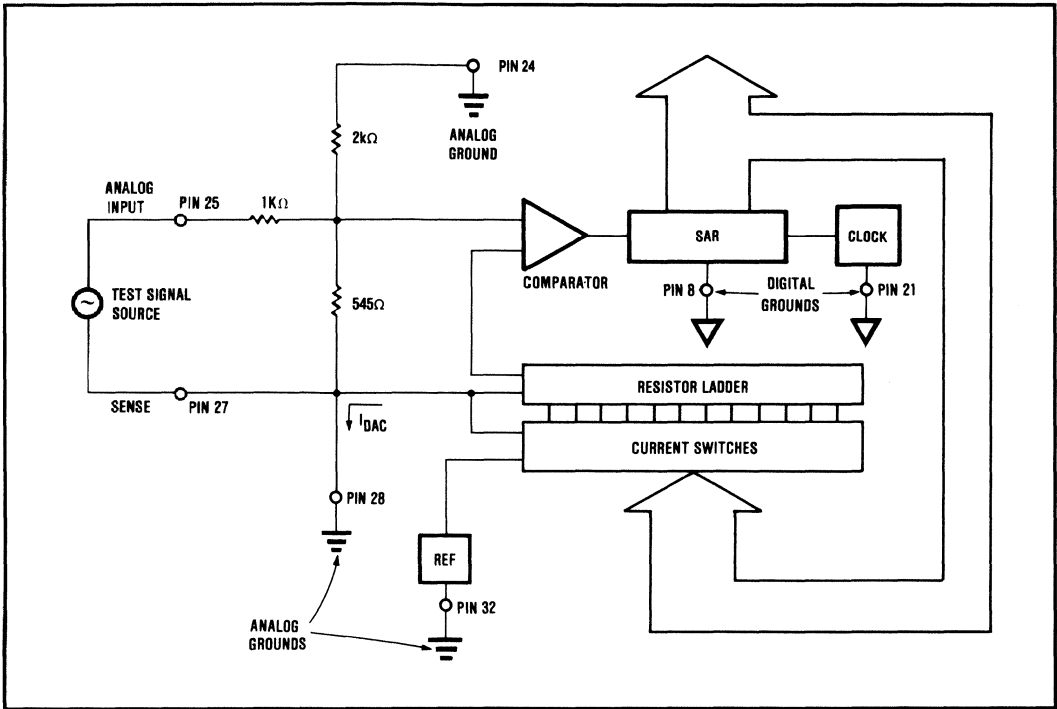 PIN 24
ANALOG
GROUND
2kΩ
ANALOG
INPUT
PIN 25
1KΩ
COMPARATOR
SAR
CLOCK
PIN 8
DIGITAL
GROUNDS
PIN 21
TEST SIGNAL
SOURCE
545Ω
RESISTOR LADDER
SENSE
PIN 27
IDAC
CURRENT SWITCHES
PIN 28
REF
PIN 32
ANALOG
GROUNDS